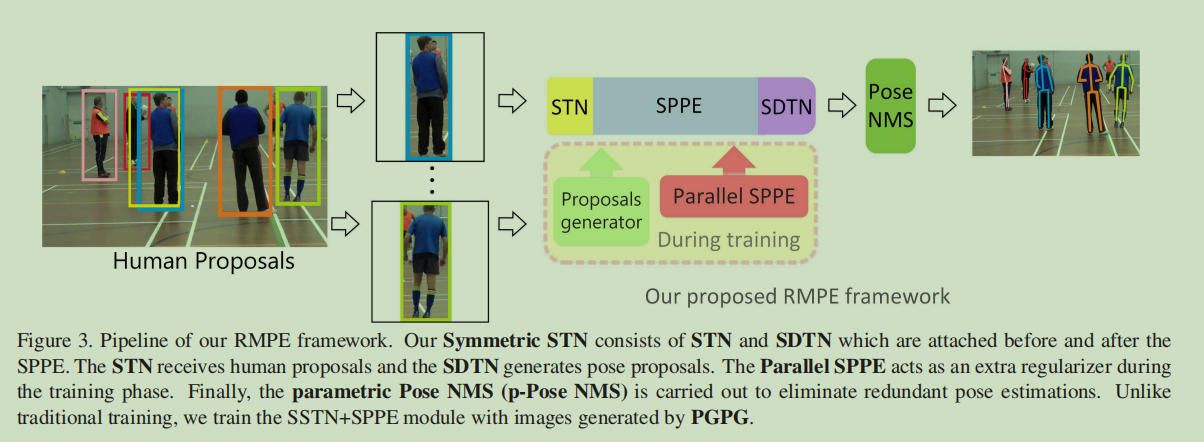 Human Proposals
STN
SPPE
SDTN
Pose
NMS
Proposals
generator
Parallel SPPE
During training
Our proposed RMPE framework
Figure 3. Pipeline of our RMPE framework. Our Symmetric STN consists of STN and SDTN which are attached before and after the
SPPE. The STN receives human proposals and the SDTN generates pose proposals. The Parallel SPPE acts as an extra regularizer during
the training phase. Finally, the parametric Pose NMS (p-Pose NMS) is carried out to eliminate redundant pose estimations. Unlike
traditional training, we train the SSTN+SPPE module with images generated by PGPG.